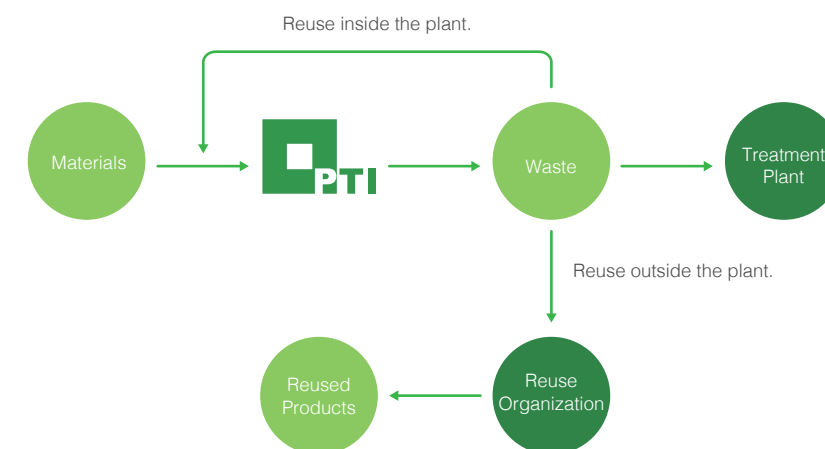 Reuse inside the plant.
Materials
PTI
Waste
Treatment
Plant
Reuse outside the plant.
Reused
Products
Reuse
Organization